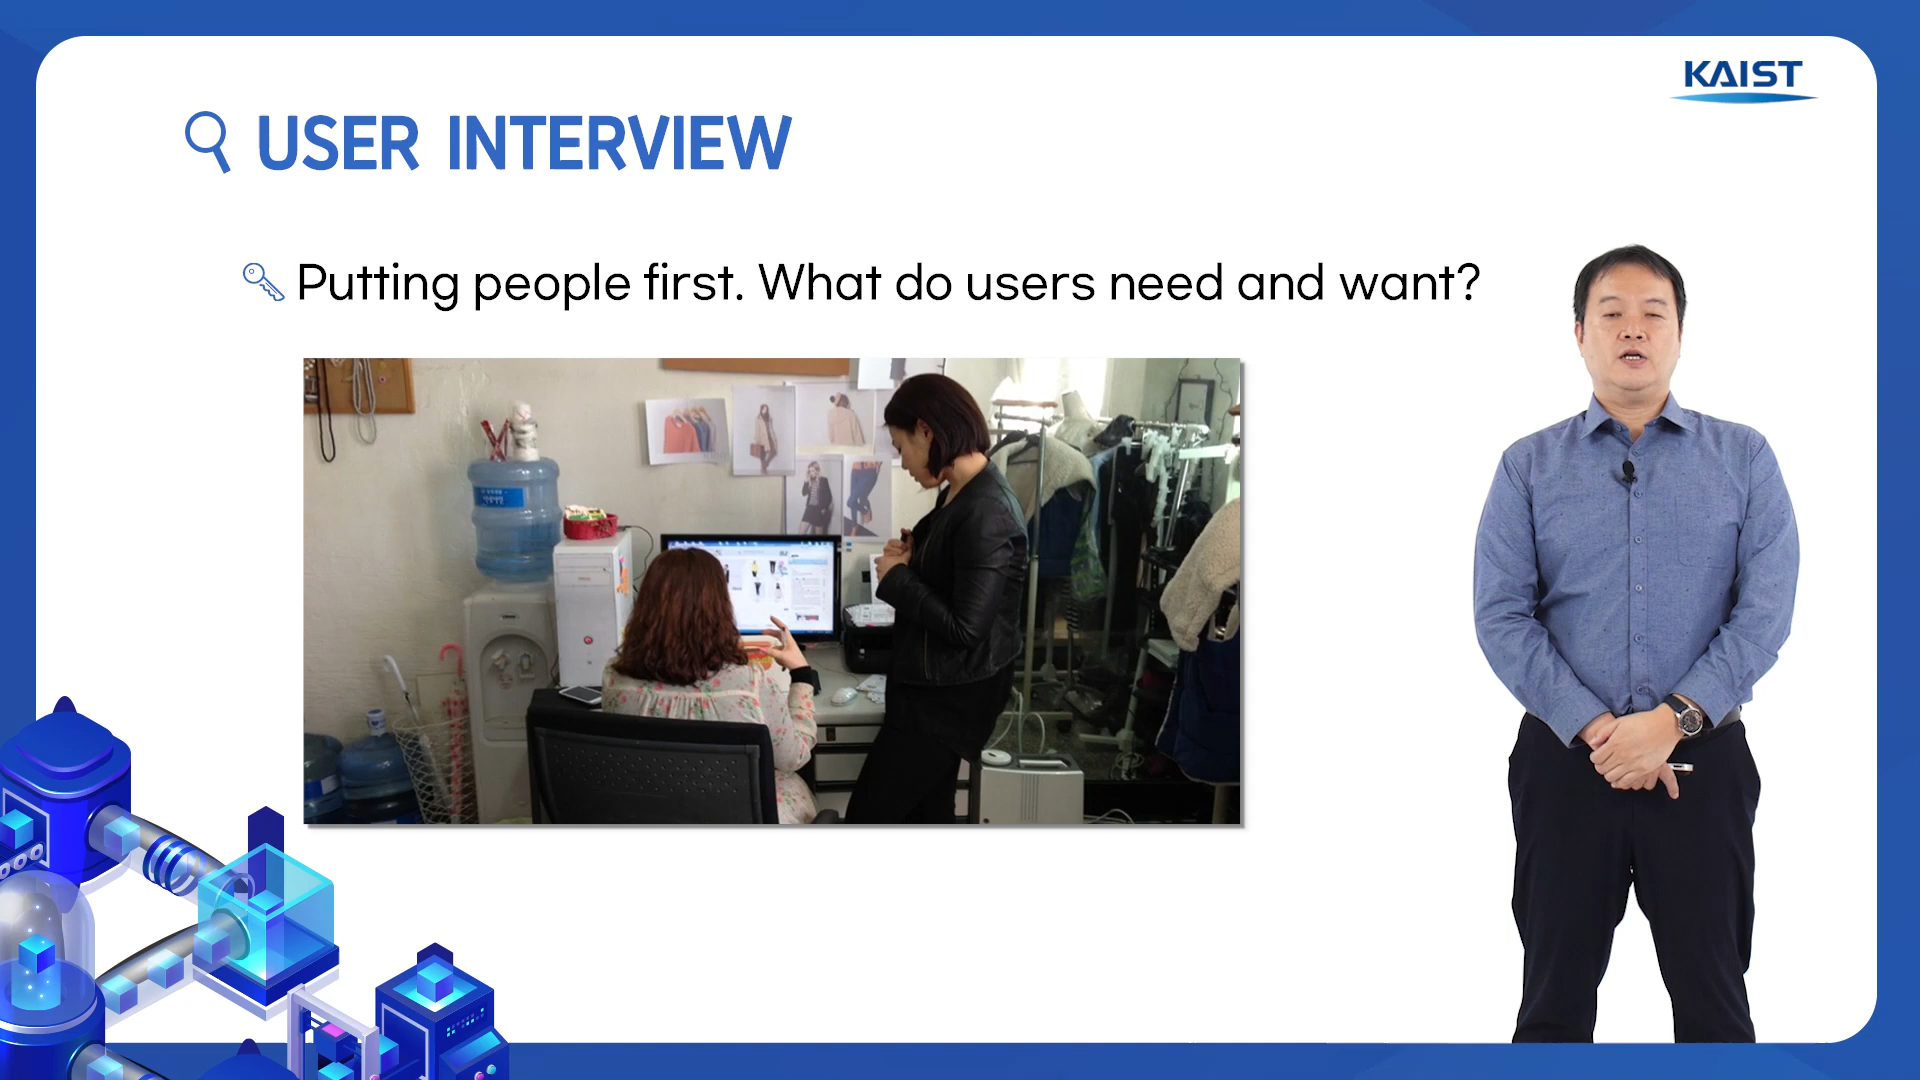 KAIST
USER INTERVIEW
Putting people first. What do users need and want?